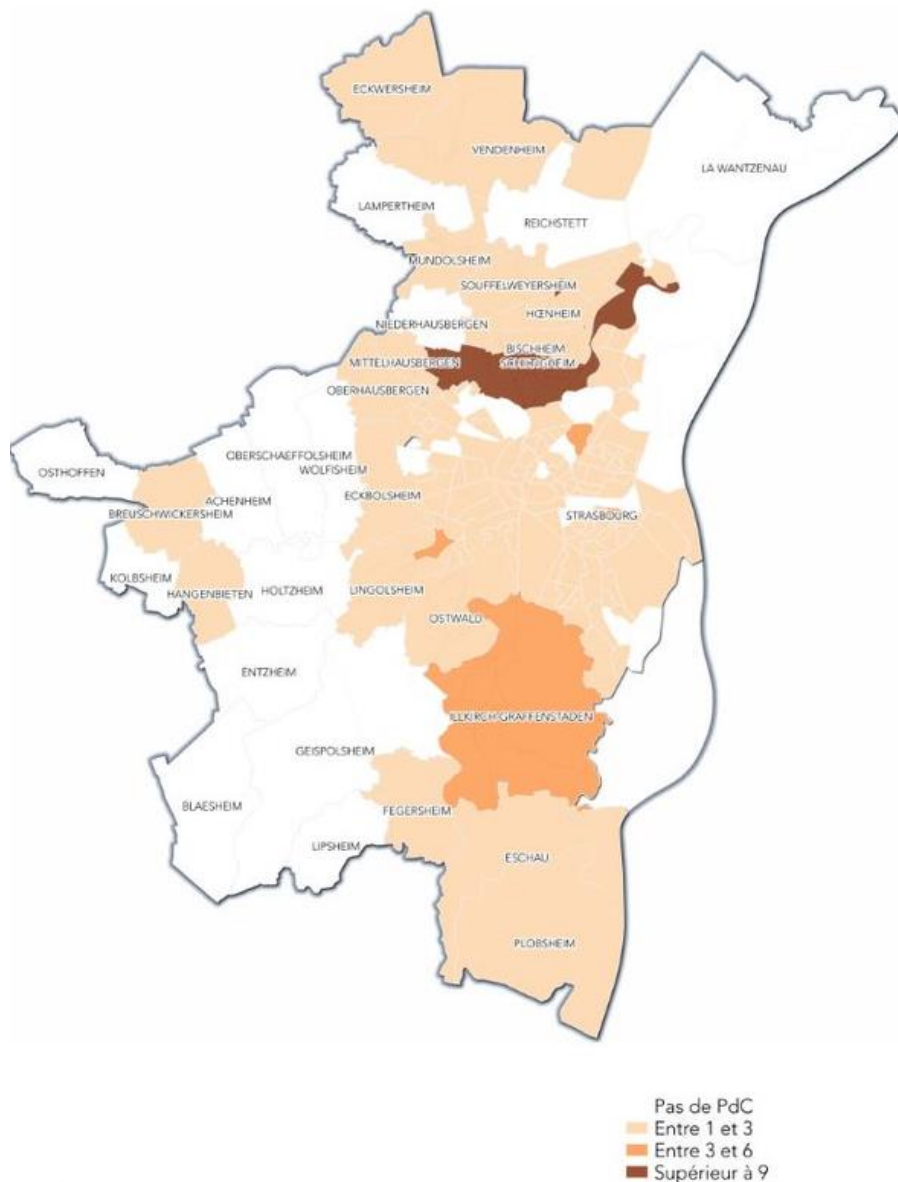 ECKWERSHEIM
VENDENHEIM
LA WANTZENAU
LAMPERTHEIM
REICHSTETT
MUNDOLSHEIM
SOUFFELWEYERSHEIM
HŒNHEIM
NIEDERHAUSBERGEN
BISCHHEIM
MITTELHAUSBERGEN
OBERHAUSBERGEN
OBERSCHAEFFOLSHEIM
WOLFISHEIM
OSTHOFFEN
ACHENHEIM
ECKBOLSHEIM
BREUSCHWICKERSHEIM
STRASBOURG
KOLBSHEIM
HANGENBIETEN
HOLTZHEIM
LINGOLSHEIM
OSTWALD
ENTZHEIM
ILLKIRCH GRAFFENSTADEN
GEISPOLSHEIM
BLAESHEIM
FEGERSHEIM
LIPSHEIM
ESCHAU
PLOBSHEIM
Pas de PdC
Entre 1 et 3
Entre 3 et 6
Supérieur à 9